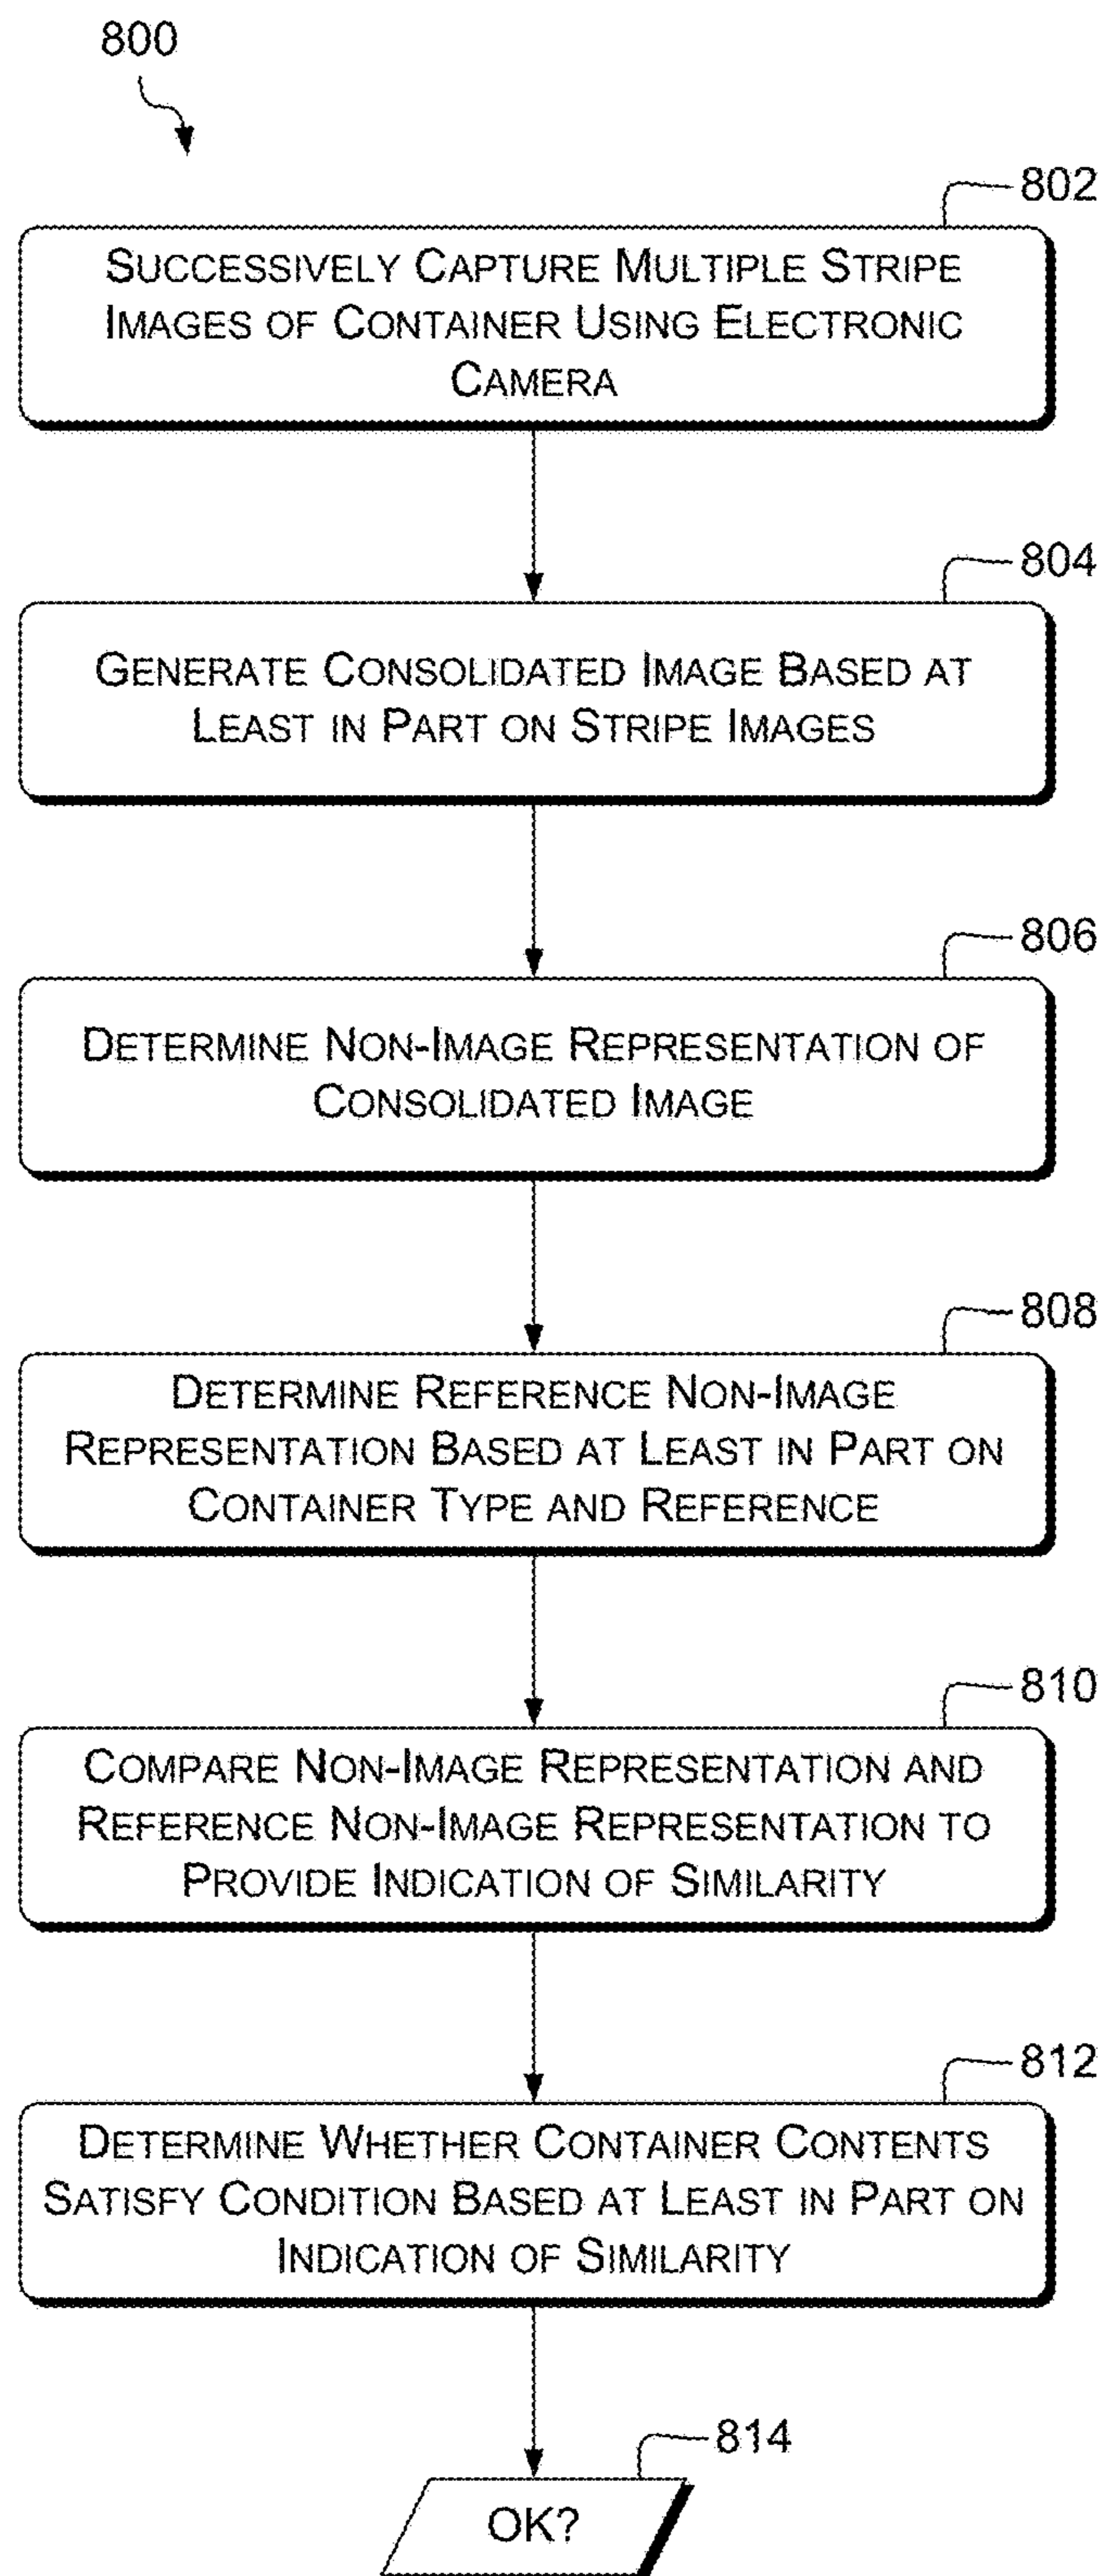 800
802
SUCCESSIVELY CAPTURE MULTIPLE STRIPE
IMAGES OF CONTAINER USING ELECTRONIC
CAMERA
804
GENERATE CONSOLIDATED IMAGE BASED AT
LEAST IN PART ON STRIPE IMAGES
806
DETERMINE NON-IMAGE REPRESENTATION OF
CONSOLIDATED IMAGE
808
DETERMINE REFERENCE NON-IMAGE
REPRESENTATION BASED AT LEAST IN PART ON
CONTAINER TYPE AND REFERENCE
810
COMPARE NON-IMAGE REPRESENTATION AND
REFERENCE NON-IMAGE REPRESENTATION TO
PROVIDE INDICATION OF SIMILARITY
812
DETERMINE WHETHER CONTAINER CONTENTS
SATISFY CONDITION BASED AT LEAST IN PART ON
INDICATION OF SIMILARITY
814
OK?